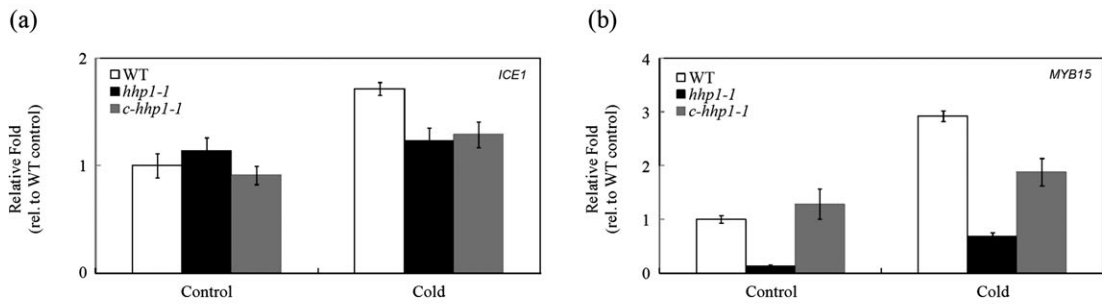 (a)
Relative Fold
(rel. to WT control)
2
1
0
WT
hhp1-1
c-hhp1-1
ICE1
Control
Cold
(b)
Relative Fold
(rel. to WT control)
4
3
2
1
0
WT
hhp1-1
c-hhp1-1
MYB15
Control
Cold